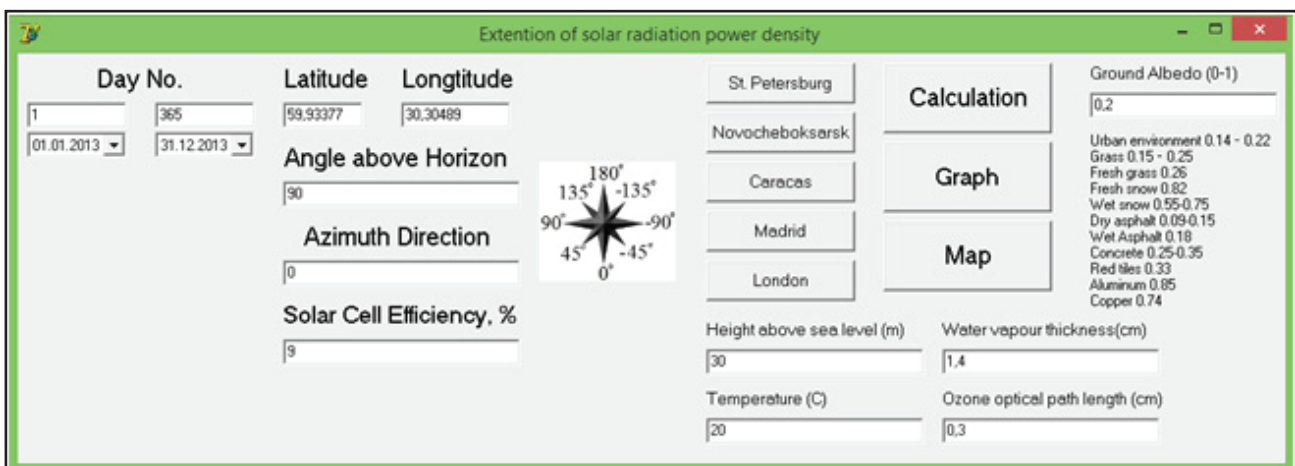 Extention of solar radiation power density
Day No.
1 365
01.01.2013 31.12.2013
Latitude Longtitude
59,93377 30,30489
Angle above Horizon
90
Azimuth Direction
0
Solar Cell Efficiency, %
9
180°
135° -135°
90° -90°
45° -45°
0°
St. Petersburg
Novocheboksarsk
Caracas
Madrid
London
Calculation
Graph
Map
Height above sea level (m)
30
Water vapour thickness(cm)
1,4
Temperature (C)
20
Ozone optical path length (cm)
0,3
Ground Albedo (0-1)
0,2
Urban environment 0.14 - 0.22
Grass 0.15 - 0.25
Fresh grass 0.26
Fresh snow 0.82
Wet snow 0.55-0.75
Dry asphalt 0.09-0.15
Wet Asphalt 0.18
Concrete 0.25-0.35
Red tiles 0.33
Aluminum 0.85
Copper 0.74